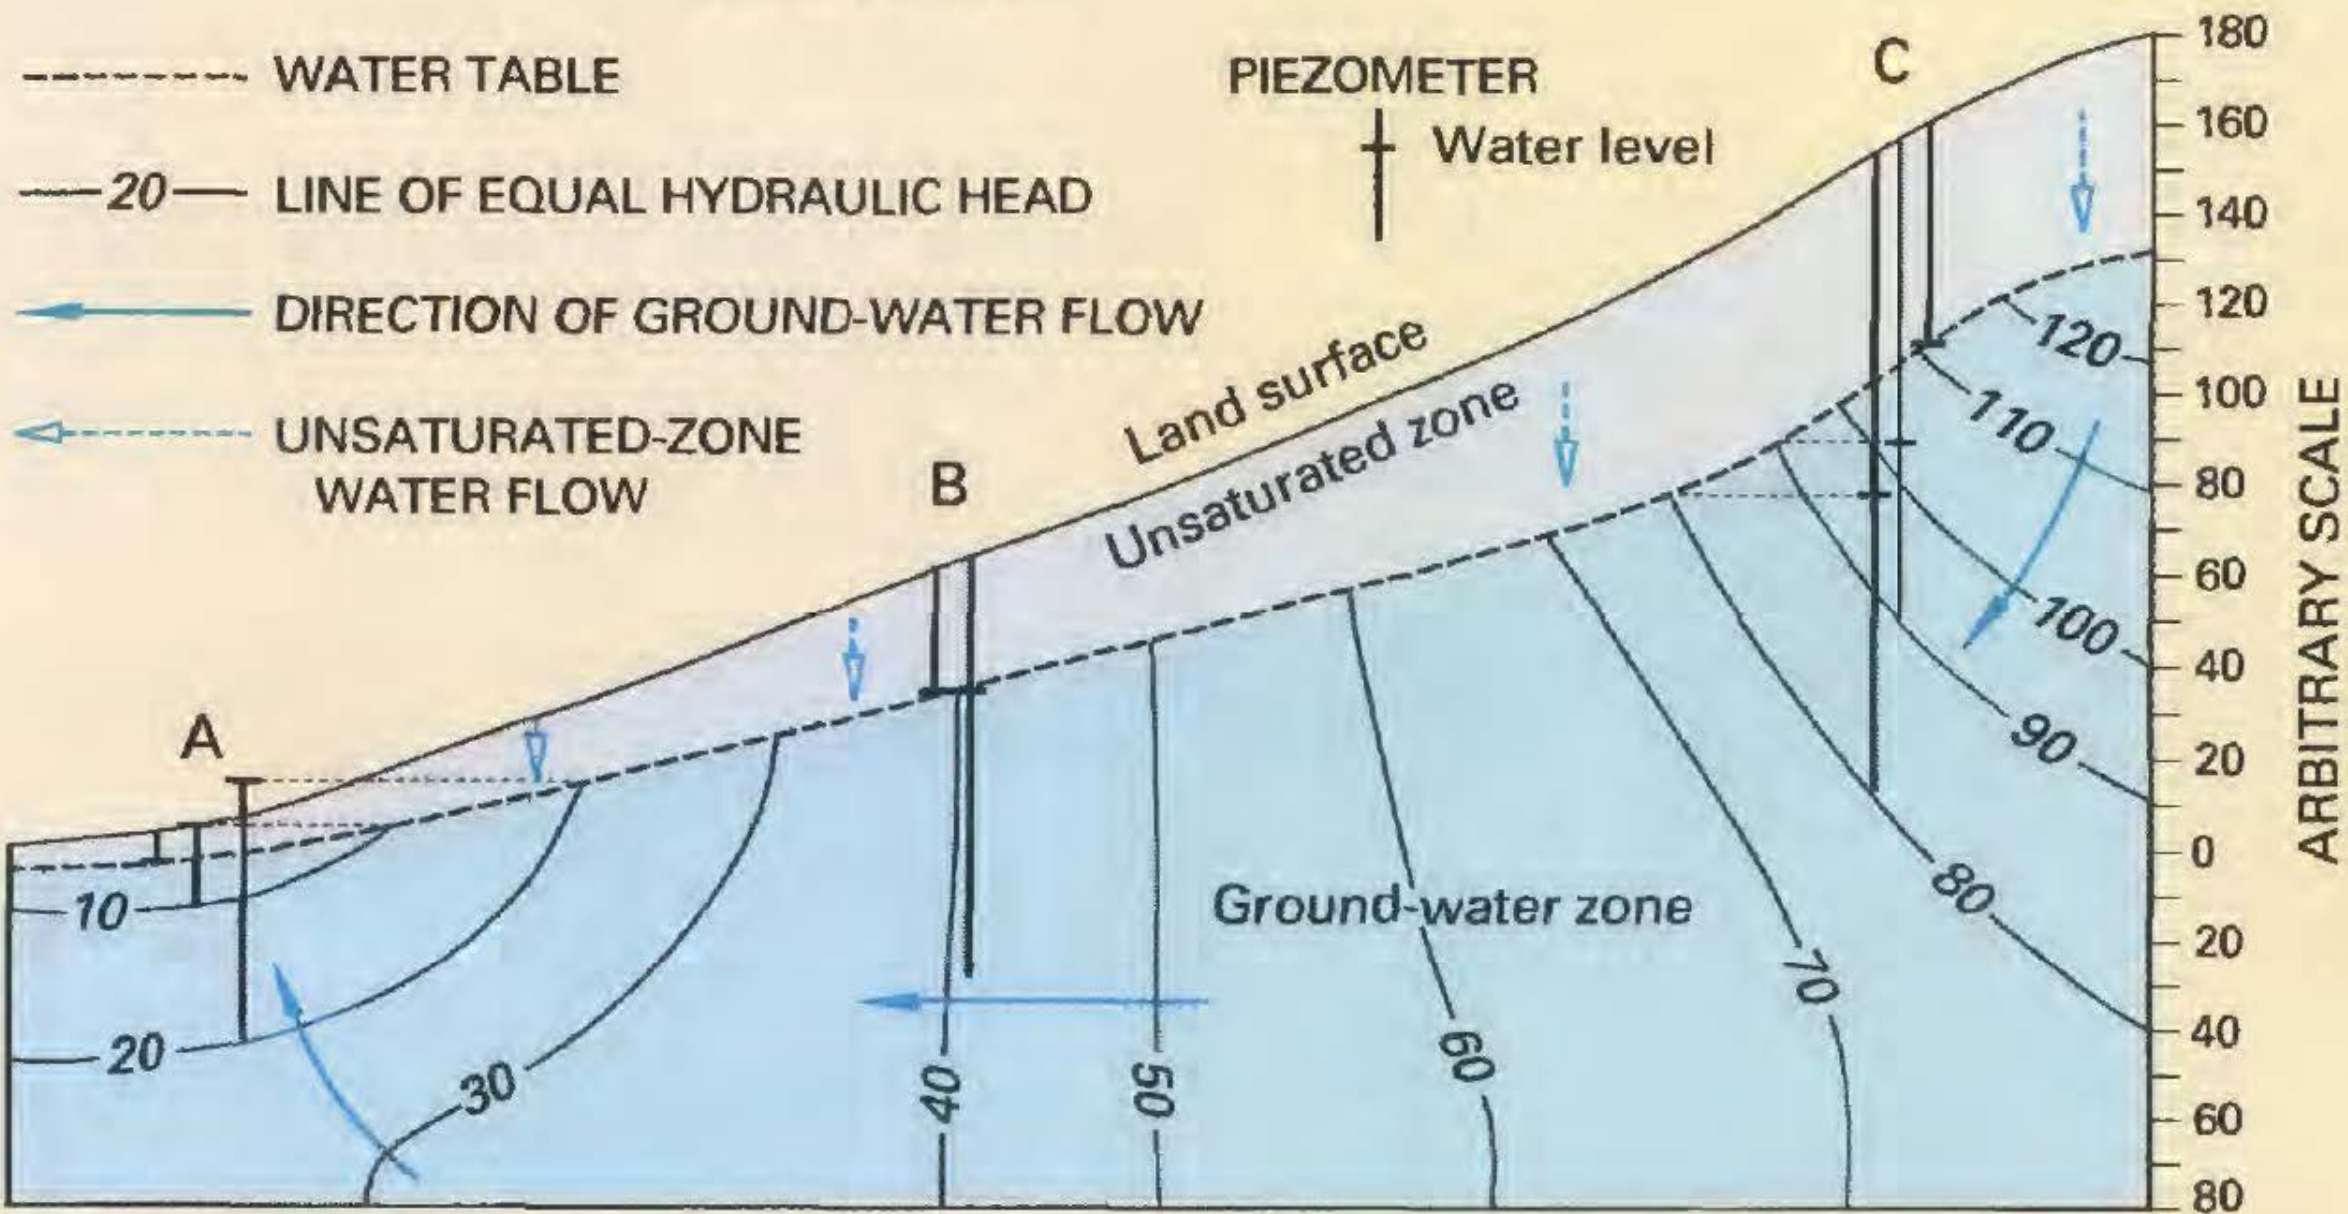 WATER TABLE
20
LINE OF EQUAL HYDRAULIC HEAD
DIRECTION OF GROUND-WATER FLOW
UNSATURATED-ZONE
WATER FLOW
PIEZOMETER
Water level
A
B
C
Land surface
Unsaturated zone
Ground-water zone
10
20
30
40
50
60
70
80
90
100
110
120
180
160
140
120
100
80
60
40
20
0
20
40
60
80
ARBITRARY SCALE